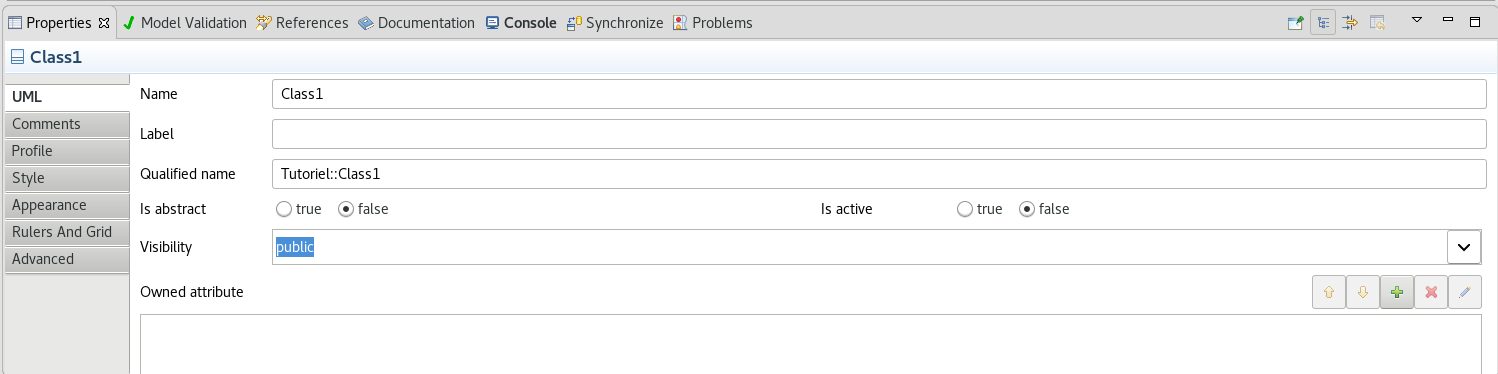 Properties Model Validation References Documentation Console Synchronize Problems
Class1
UML
Comments
Profile
Style
Appearance
Rulers And Grid
Advanced
Name Class1
Label
Qualified name Tutoriel::Class1
Is abstract true false Is active true false
Visibility public
Owned attribute